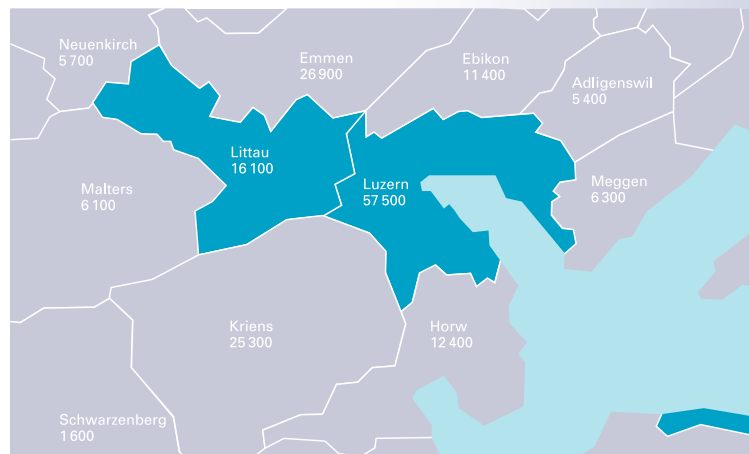 Neuenkirch
5 700
Emmen
26 900
Ebikon
11 400
Adligenswil
5 400
Littau
16 100
Malters
6 100
Luzern
57 500
Meggen
6 300
Kriens
25 300
Horw
12 400
Schwarzenberg
1 600